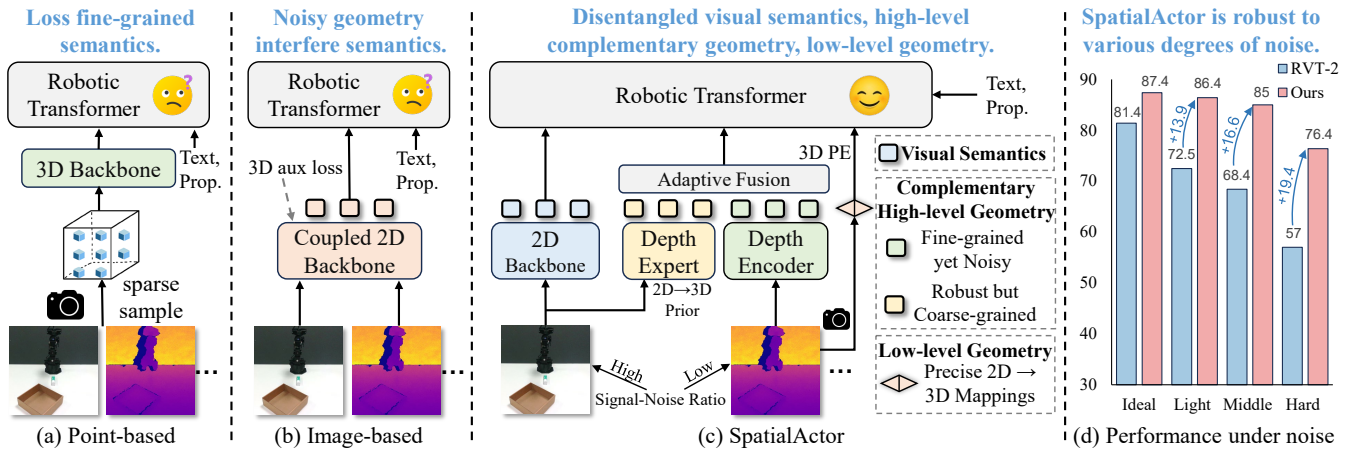 Loss fine-grained
semantics.
Robotic
Transformer
?
Text,
Prop.
3D Backbone
sparse
sample
...
(a) Point-based
Noisy geometry
interfere semantics.
Robotic
Transformer
?
3D aux loss
Text,
Prop.
Coupled 2D
Backbone
...
(b) Image-based
Disentangled visual semantics, high-level
complementary geometry, low-level geometry.
Robotic Transformer
Text,
Prop.
3D PE
Adaptive Fusion
2D
Backbone
Depth
Expert
Depth
Encoder
2D→3D
Prior
High
Low
Signal-Noise Ratio
...
Visual Semantics
Complementary
High-level Geometry
Fine-grained
yet Noisy
Robust but
Coarse-grained
Low-level Geometry
Precise 2D →
3D Mappings
(c) SpatialActor
SpatialActor is robust to
various degrees of noise.
RVT-2
Ours
90
80
70
60
50
40
30
81.4
87.4
72.5
86.4
+13.9
68.4
85
+16.6
57
76.4
+19.4
Ideal
Light
Middle
Hard
(d) Performance under noise